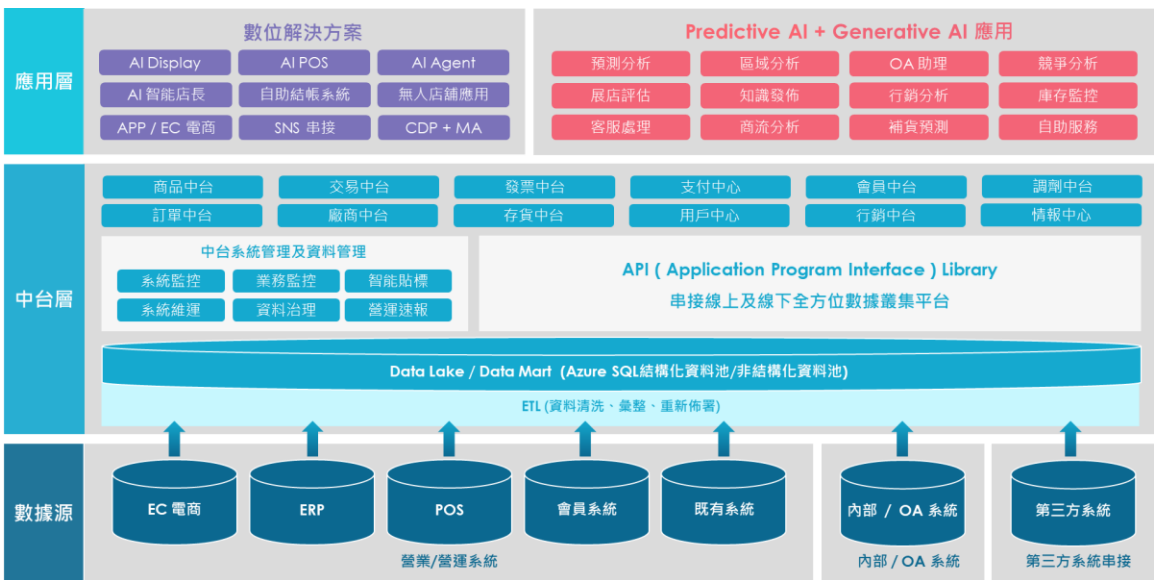 應用層
數位解決方案
AI Display
AI POS
AI Agent
AI 智能店長
自助結帳系統
無人店舖應用
APP / EC 電商
SNS 串接
CDP + MA
Predictive AI + Generative AI 應用
預測分析
區域分析
OA 助理
競爭分析
展店評估
知識發佈
行銷分析
庫存監控
客服處理
商流分析
補貨預測
自助服務
中台層
商品中台
交易中台
發票中台
支付中心
會員中台
調劑中台
訂單中台
廠商中台
存貨中台
用戶中心
行銷中台
情報中心
中台系統管理及資料管理
系統監控
業務監控
智能貼標
系統維運
資料治理
營運速報
API ( Application Program Interface ) Library
串接線上及線下全方位數據叢集平台
Data Lake / Data Mart (Azure SQL結構化資料池/非結構化資料池)
ETL (資料清洗、彙整、重新佈署)
數據源
EC 電商
ERP
POS
會員系統
既有系統
營業/營運系統
內部 / OA 系統
內部 / OA 系統
第三方系統
第三方系統串接